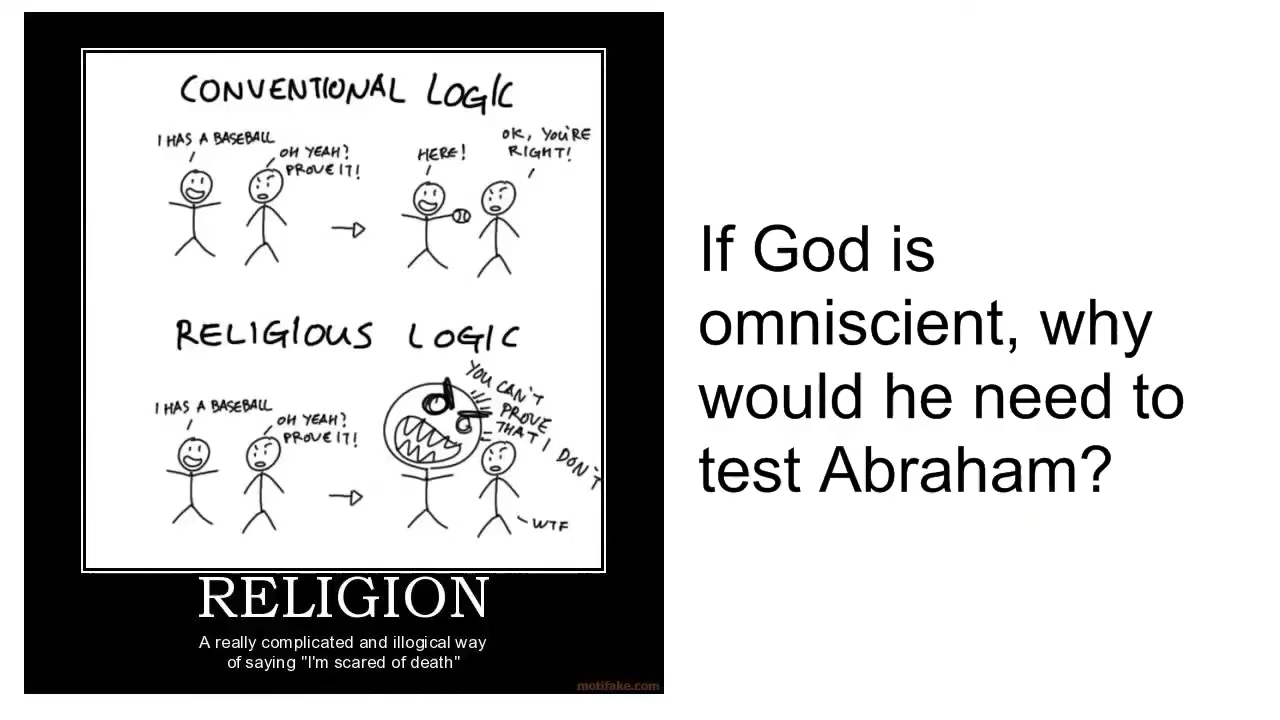 CONVENTIONAL LOGIC
I HAS A BASEBALL
OH YEAH?
PROVE IT!
HERE!
OK, YOU'RE
RIGHT!
RELIGIOUS LOGIC
I HAS A BASEBALL
OH YEAH?
PROVE IT!
YOU CAN'T
PROVE
THAT I DON'T
WTF
RELIGION
A really complicated and illogical way
of saying "I'm scared of death"
motifake.com
If God is
omniscient, why
would he need to
test Abraham?